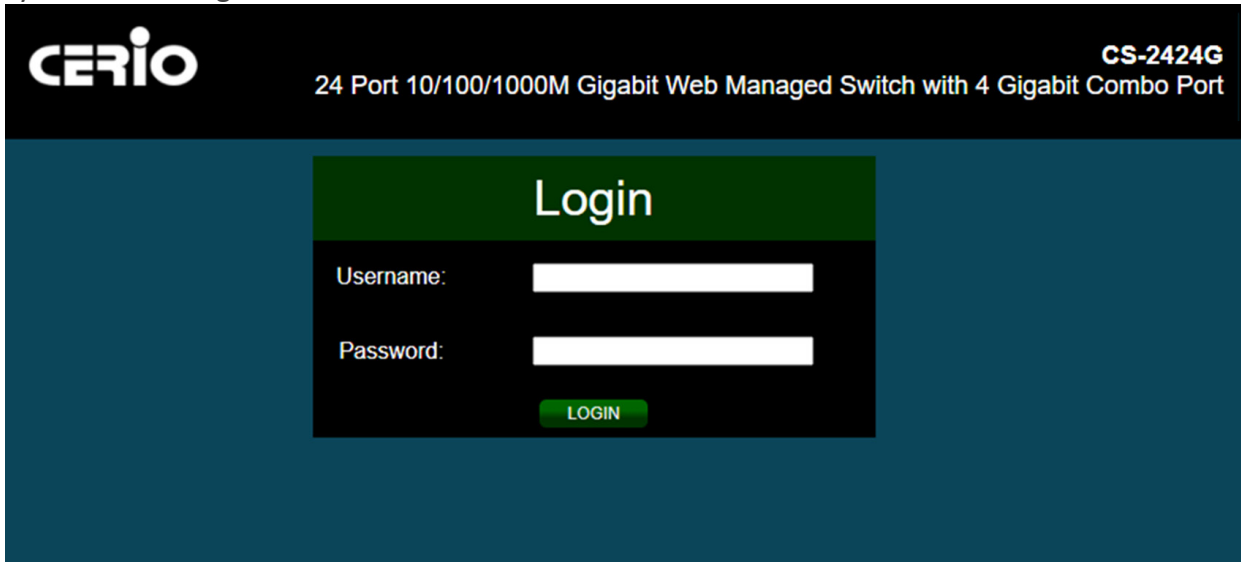 CERIO
CS-2424G
24 Port 10/100/1000M Gigabit Web Managed Switch with 4 Gigabit Combo Port
Login
Username:
Password:
LOGIN